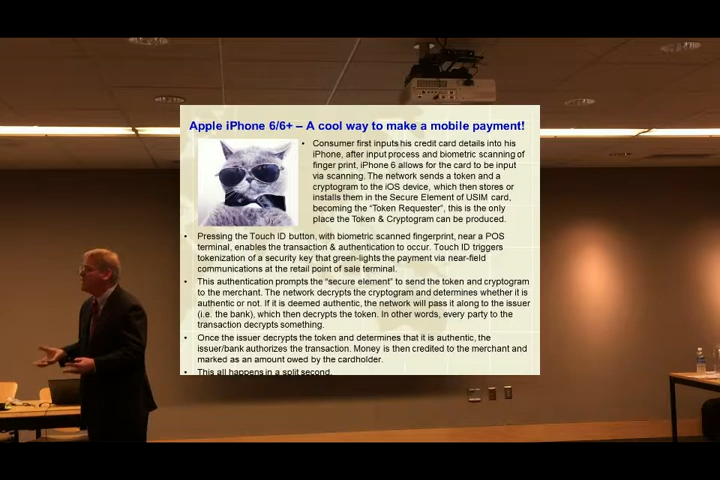 Apple iPhone 6/6+ – A cool way to make a mobile payment!
• Consumer first inputs his credit card details into his
iPhone, after input process and biometric scanning of
finger print, iPhone 6 allows for the card to be input
via scanning. The network sends a token and a
cryptogram to the iOS device, which then stores or
installs them in the Secure Element of USIM card,
becoming the "Token Requester", this is the only
place the Token & Cryptogram can be produced.
• Pressing the Touch ID button, with biometric scanned fingerprint, near a POS
terminal, enables the transaction & authentication to occur. Touch ID triggers
tokenization of a security key that green-lights the payment via near-field
communications at the retail point of sale terminal.
• This authentication prompts the "secure element" to send the token and cryptogram
to the merchant. The network decrypts the cryptogram and determines whether it is
authentic or not. If it is deemed authentic, the network will pass it along to the issuer
(i.e. the bank), which then decrypts the token. In other words, every party to the
transaction decrypts something.
• Once the issuer decrypts the token and determines that it is authentic, the
issuer/bank authorizes the transaction. Money is then credited to the merchant and
marked as an amount owed by the cardholder.
• This all happens in a split second.